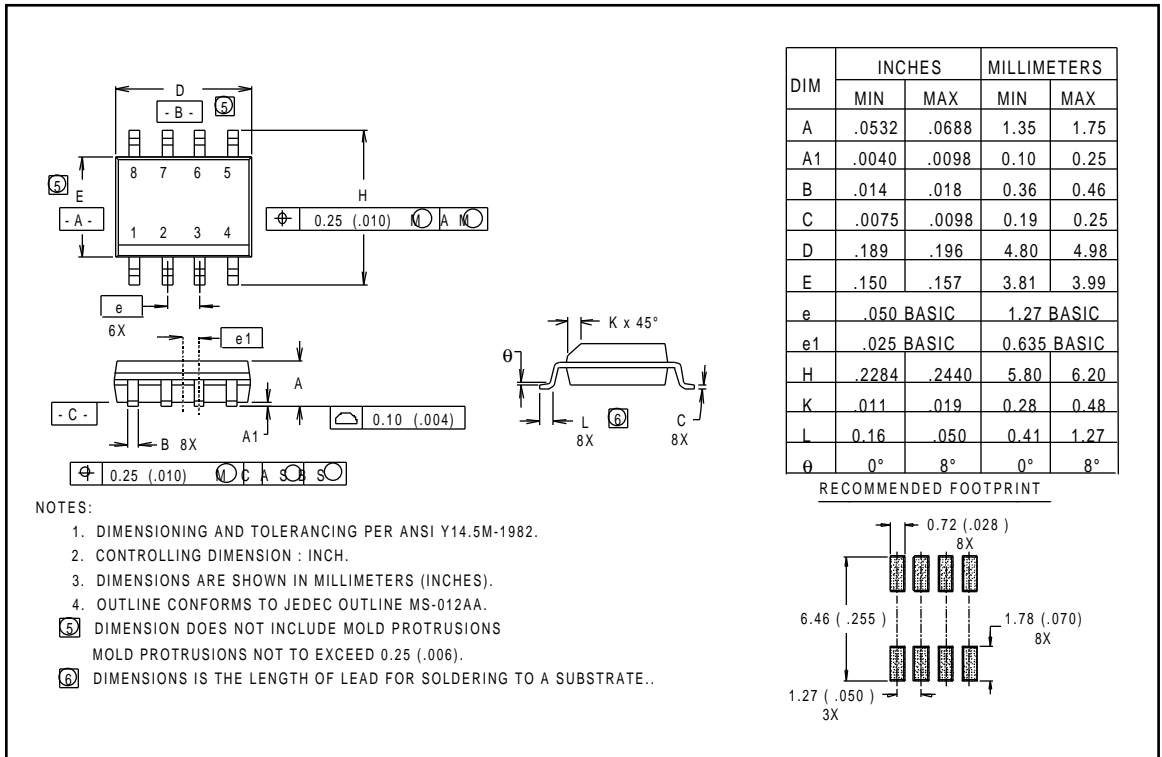 D
- B -
5
8 7 6 5
5
E
H
- A -
⌖ 0.25 (.010) Ⓜ A Ⓜ
1 2 3 4
e
6X
e1
K x 45°
θ
A
- C -
0.10 (.004)
A1
B 8X
L
8X
6
C
8X
⌖ 0.25 (.010) Ⓜ C A Ⓢ B Ⓢ
DIM INCHES MILLIMETERS
MIN MAX MIN MAX
A .0532 .0688 1.35 1.75
A1 .0040 .0098 0.10 0.25
B .014 .018 0.36 0.46
C .0075 .0098 0.19 0.25
D .189 .196 4.80 4.98
E .150 .157 3.81 3.99
e .050 BASIC 1.27 BASIC
e1 .025 BASIC 0.635 BASIC
H .2284 .2440 5.80 6.20
K .011 .019 0.28 0.48
L 0.16 .050 0.41 1.27
θ 0° 8° 0° 8°
NOTES:
1. DIMENSIONING AND TOLERANCING PER ANSI Y14.5M-1982.
2. CONTROLLING DIMENSION : INCH.
3. DIMENSIONS ARE SHOWN IN MILLIMETERS (INCHES).
4. OUTLINE CONFORMS TO JEDEC OUTLINE MS-012AA.
5 DIMENSION DOES NOT INCLUDE MOLD PROTRUSIONS
MOLD PROTRUSIONS NOT TO EXCEED 0.25 (.006).
6 DIMENSIONS IS THE LENGTH OF LEAD FOR SOLDERING TO A SUBSTRATE..
RECOMMENDED FOOTPRINT
0.72 (.028 )
8X
6.46 ( .255 )
1.78 (.070)
8X
1.27 ( .050 )
3X